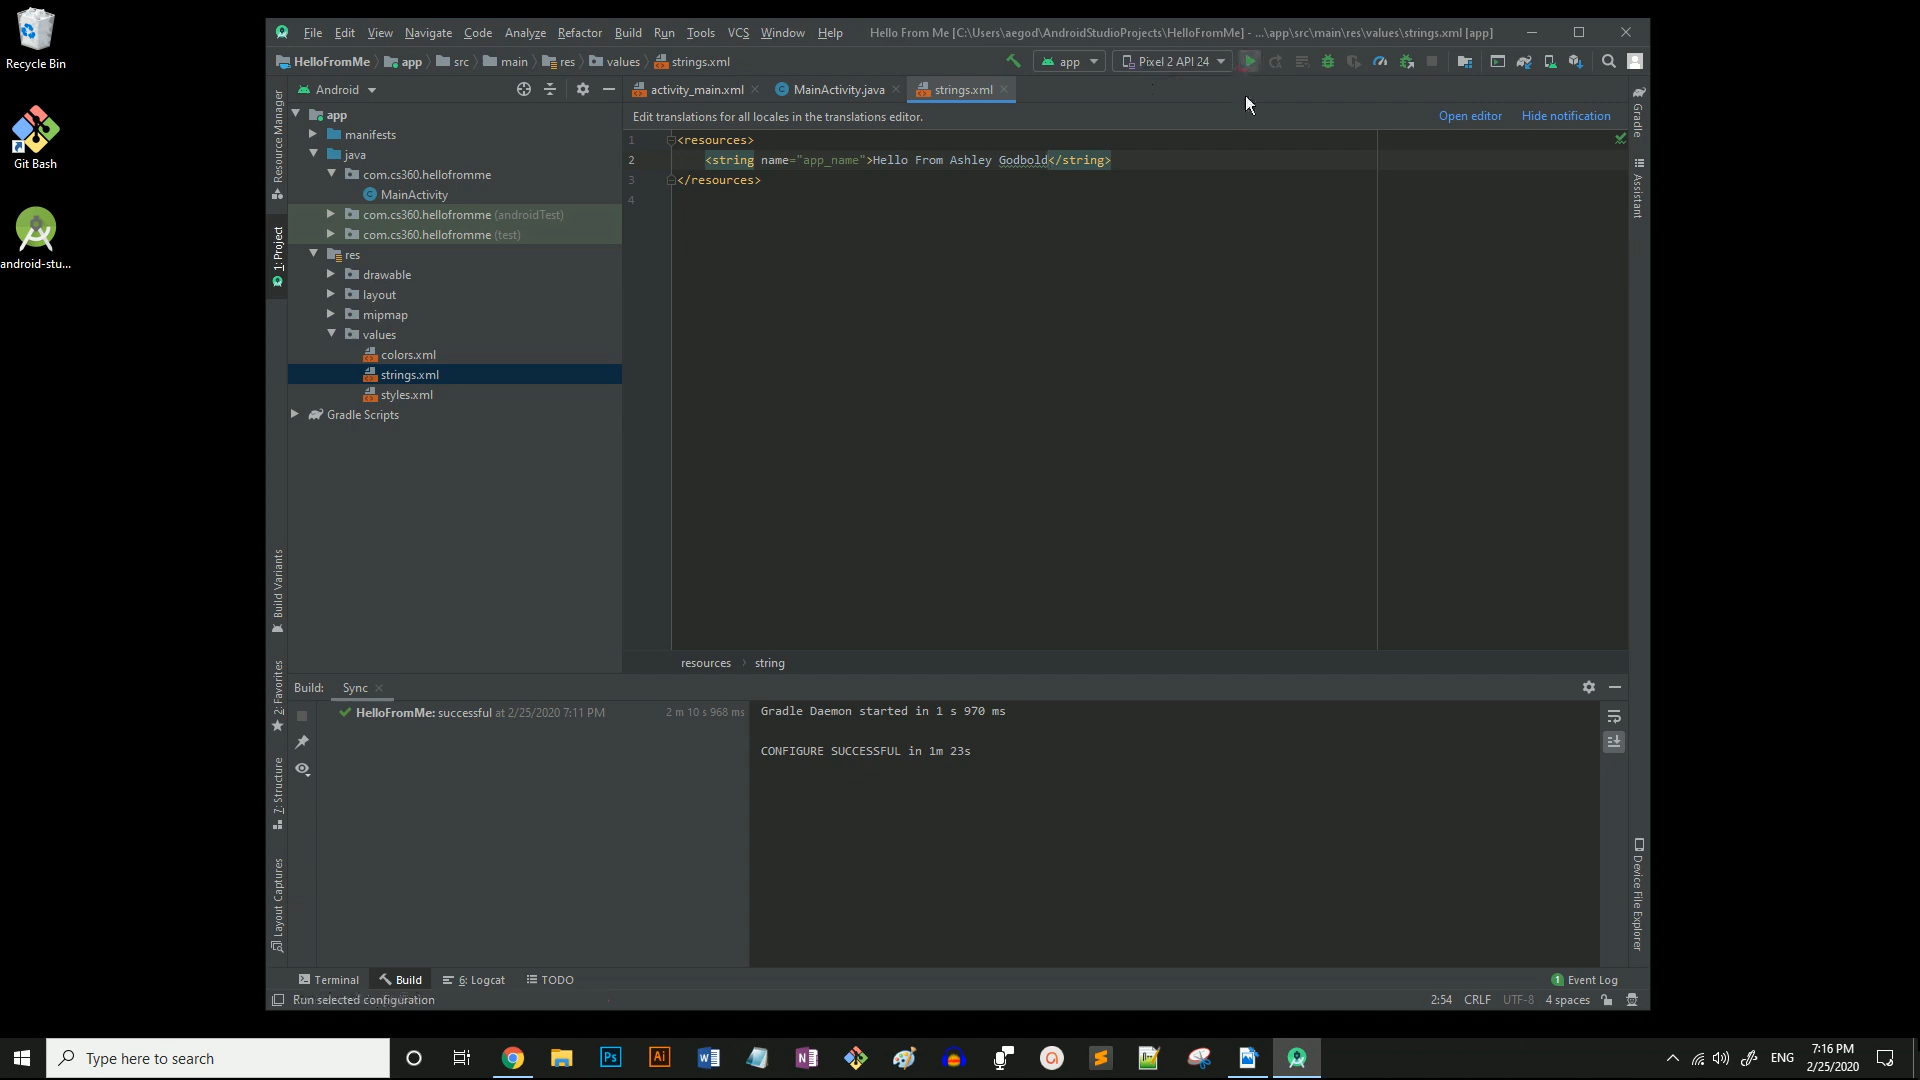 Recycle Bin
Git Bash
android-stu...
File Edit View Navigate Code Analyze Refactor Build Run Tools VCS Window Help
Hello From Me [C:\Users\aegod\AndroidStudioProjects\HelloFromMe] - ...\app\src\main\res\values\strings.xml [app]
HelloFromMe app src main res values strings.xml
app Pixel 2 API 24
Android
activity_main.xml MainActivity.java strings.xml
Edit translations for all locales in the translations editor. Open editor Hide notification
app
manifests
java
com.cs360.hellofromme
MainActivity
com.cs360.hellofromme (androidTest)
com.cs360.hellofromme (test)
res
drawable
layout
mipmap
values
colors.xml
strings.xml
styles.xml
Gradle Scripts
1 <resources>
2 <string name="app_name">Hello From Ashley Godbold</string>
3 </resources>
4
Resource Manager
1: Project
Build Variants
2: Favorites
7: Structure
Layout Captures
Gradle
Assistant
Device File Explorer
resources string
Build: Sync
HelloFromMe: successful at 2/25/2020 7:11 PM 2 m 10 s 968 ms
Gradle Daemon started in 1 s 970 ms
CONFIGURE SUCCESSFUL in 1m 23s
Terminal Build 6: Logcat TODO
1 Event Log
Run selected configuration
2:54 CRLF UTF-8 4 spaces
Type here to search
Ps
Ai
ENG
7:16 PM
2/25/2020